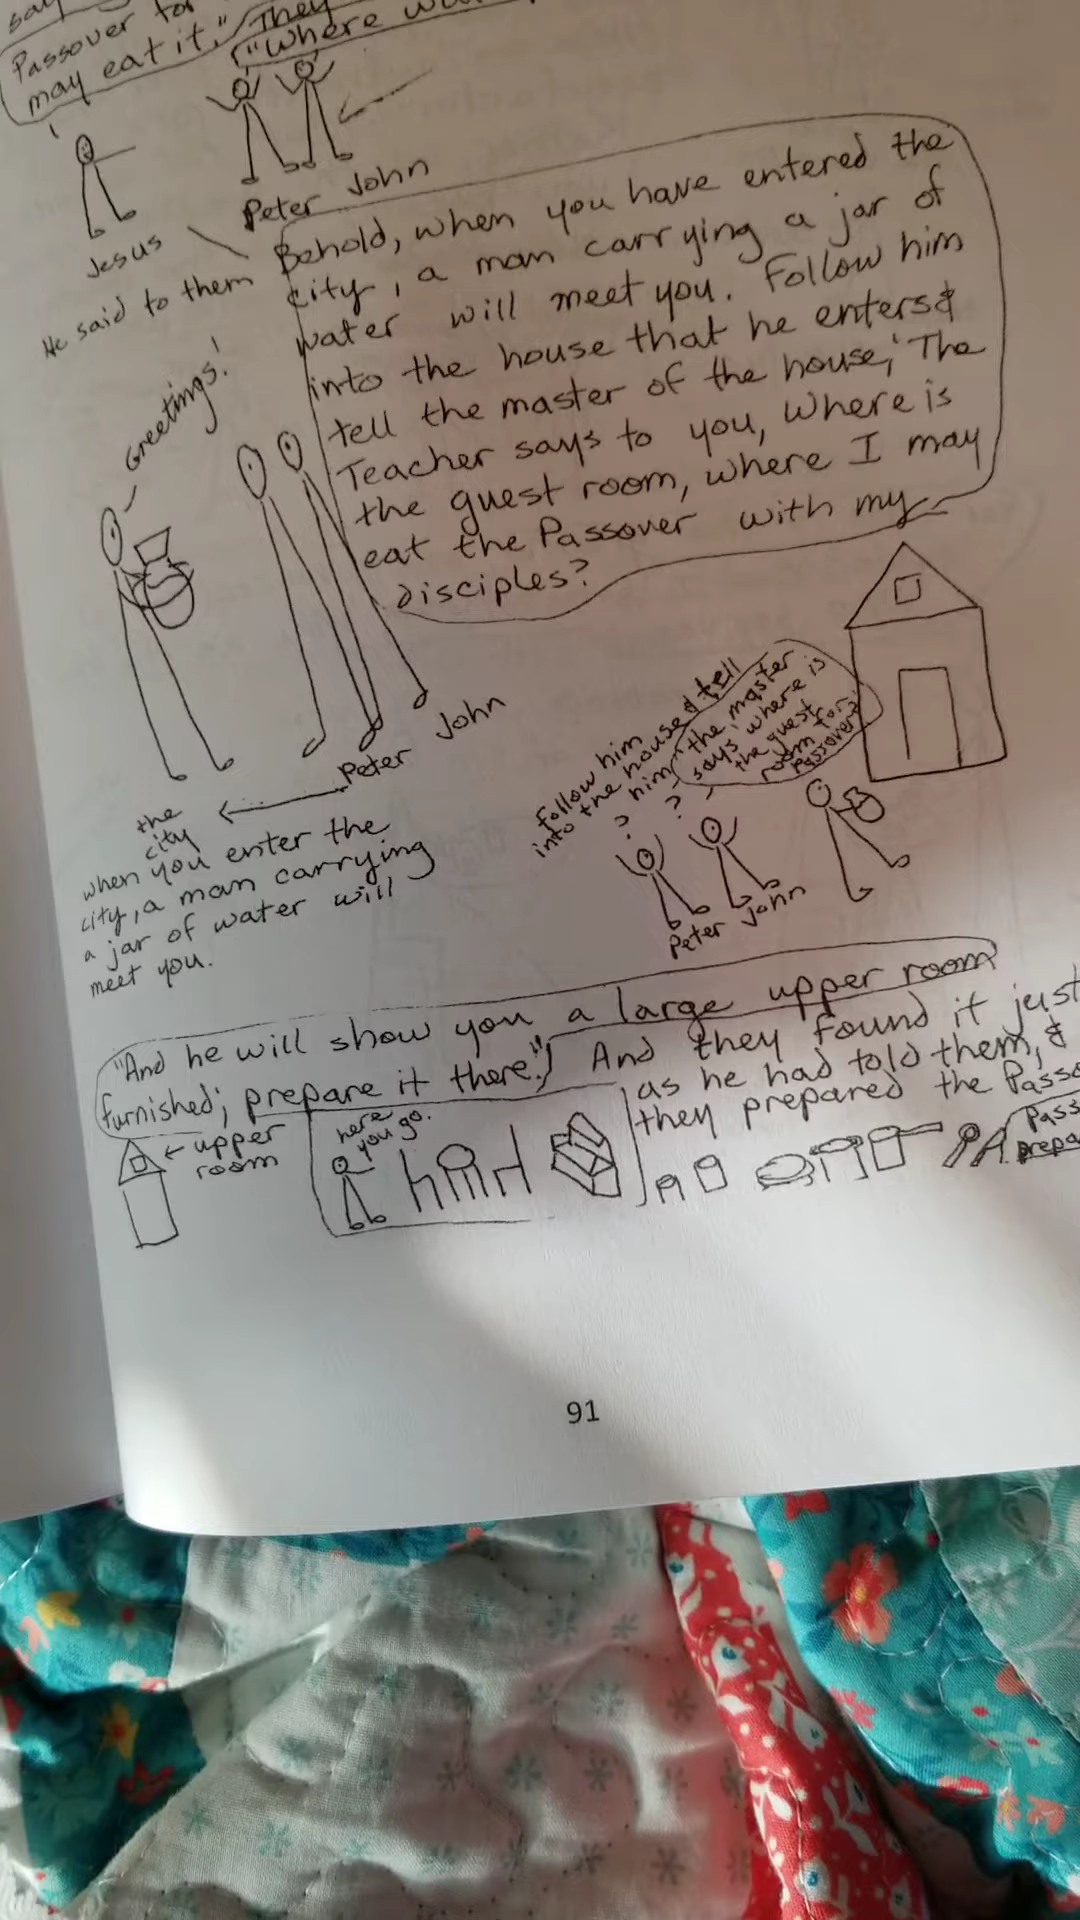 say
Passover for
may eat it." They
"Where
Jesus
Peter John
He said to them
Behold, when you have entered the
city, a man carrying a jar of
water will meet you. Follow him
into the house that he enters &
tell the master of the house, 'The
Teacher says to you, Where is
the guest room, where I may
eat the Passover with my
disciples?
Greetings!
Peter John
the
city
when you enter the
city, a man carrying
a jar of water will
meet you.
Follow him
into the house & tell
him "the master
says where is
the guest
room for
Passover?
? ?
Peter John
"And he will show you a large upper room
furnished; prepare it there." And they found it just
as he had told them, &
they prepared the Passo
upper
room
here
you go.
Pass
prepa
91